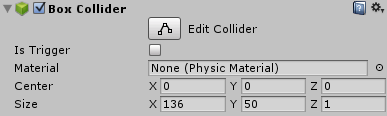 Box Collider
Edit Collider
Is Trigger
Material None (Physic Material)
Center X 0 Y 0 Z 0
Size X 136 Y 50 Z 1